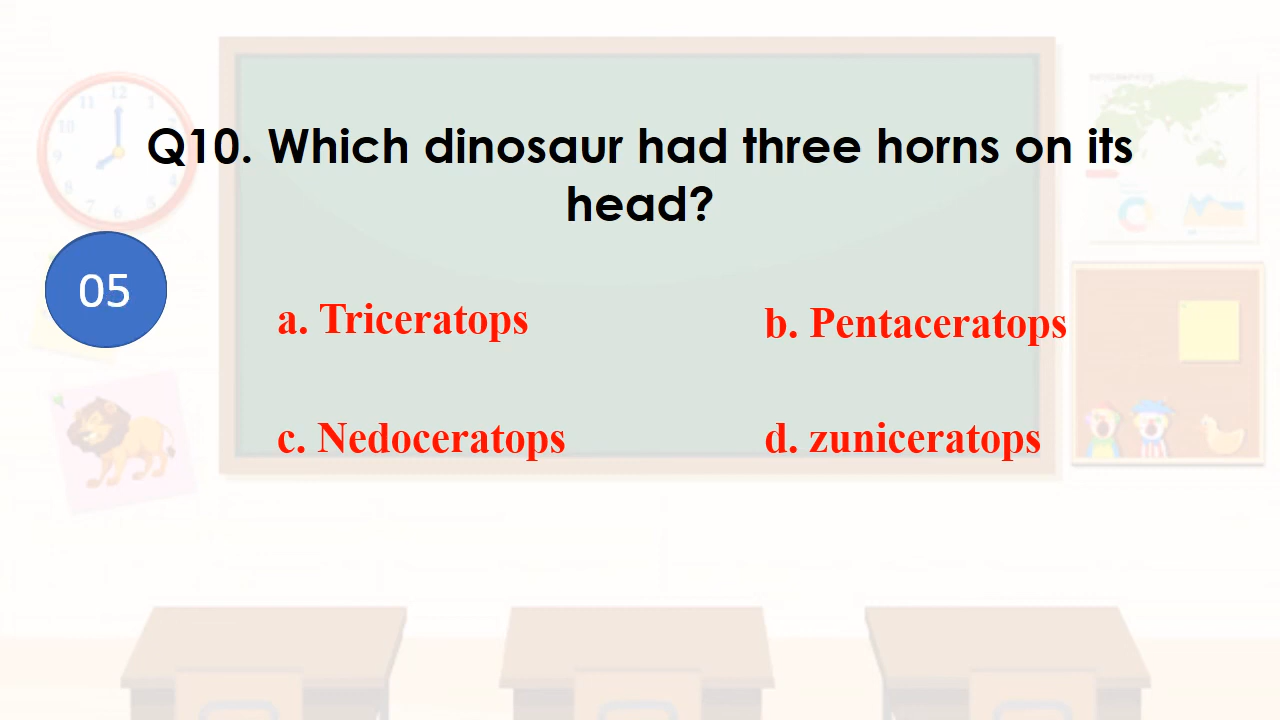 Q10. Which dinosaur had three horns on its
head?
05
a. Triceratops
b. Pentaceratops
c. Nedoceratops
d. zuniceratops